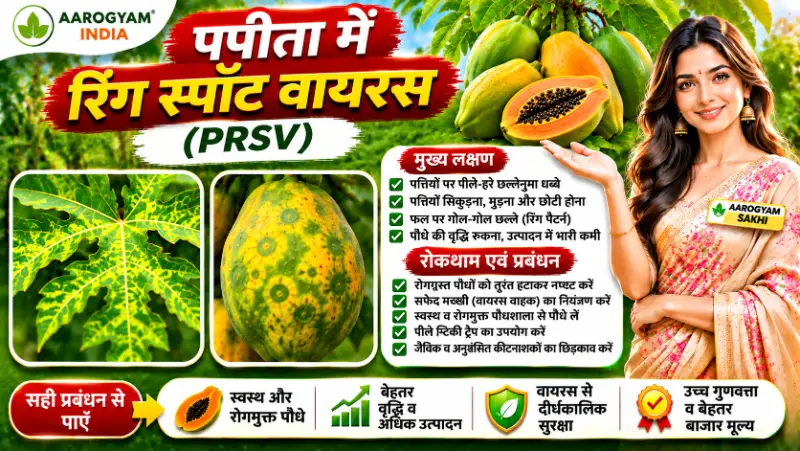 AAROGYAM
INDIA
पपीता में
रिंग स्पॉट वायरस
(PRSV)
मुख्य लक्षण
पत्तियों पर पीले-हरे छल्लेनुमा धब्बे
पत्तियों सिकुड़ना, मुड़ना और छोटी होना
फल पर गोल-गोल छल्ले (रिंग पैटर्न)
पौधे की वृद्धि रुकना, उत्पादन में भारी कमी
रोकथाम एवं प्रबंधन
रोगग्रस्त पौधों को तुरंत हटाकर नष्ट करें
सफेद मक्खी (वायरस वाहक) का नियंत्रण करें
स्वस्थ व रोगमुक्त पौधशाला से पौधे लें
पीले स्टिकी ट्रैप का उपयोग करें
जैविक व अनुशंसित कीटनाशकों का छिड़काव करें
AAROGYAM
SAKHI
सही प्रबंधन से
पाएँ
स्वस्थ और
रोगमुक्त पौधे
बेहतर
वृद्धि व
अधिक उत्पादन
वायरस से
दीर्घकालिक
सुरक्षा
उच्च गुणवत्ता
व बेहतर
बाजार मूल्य